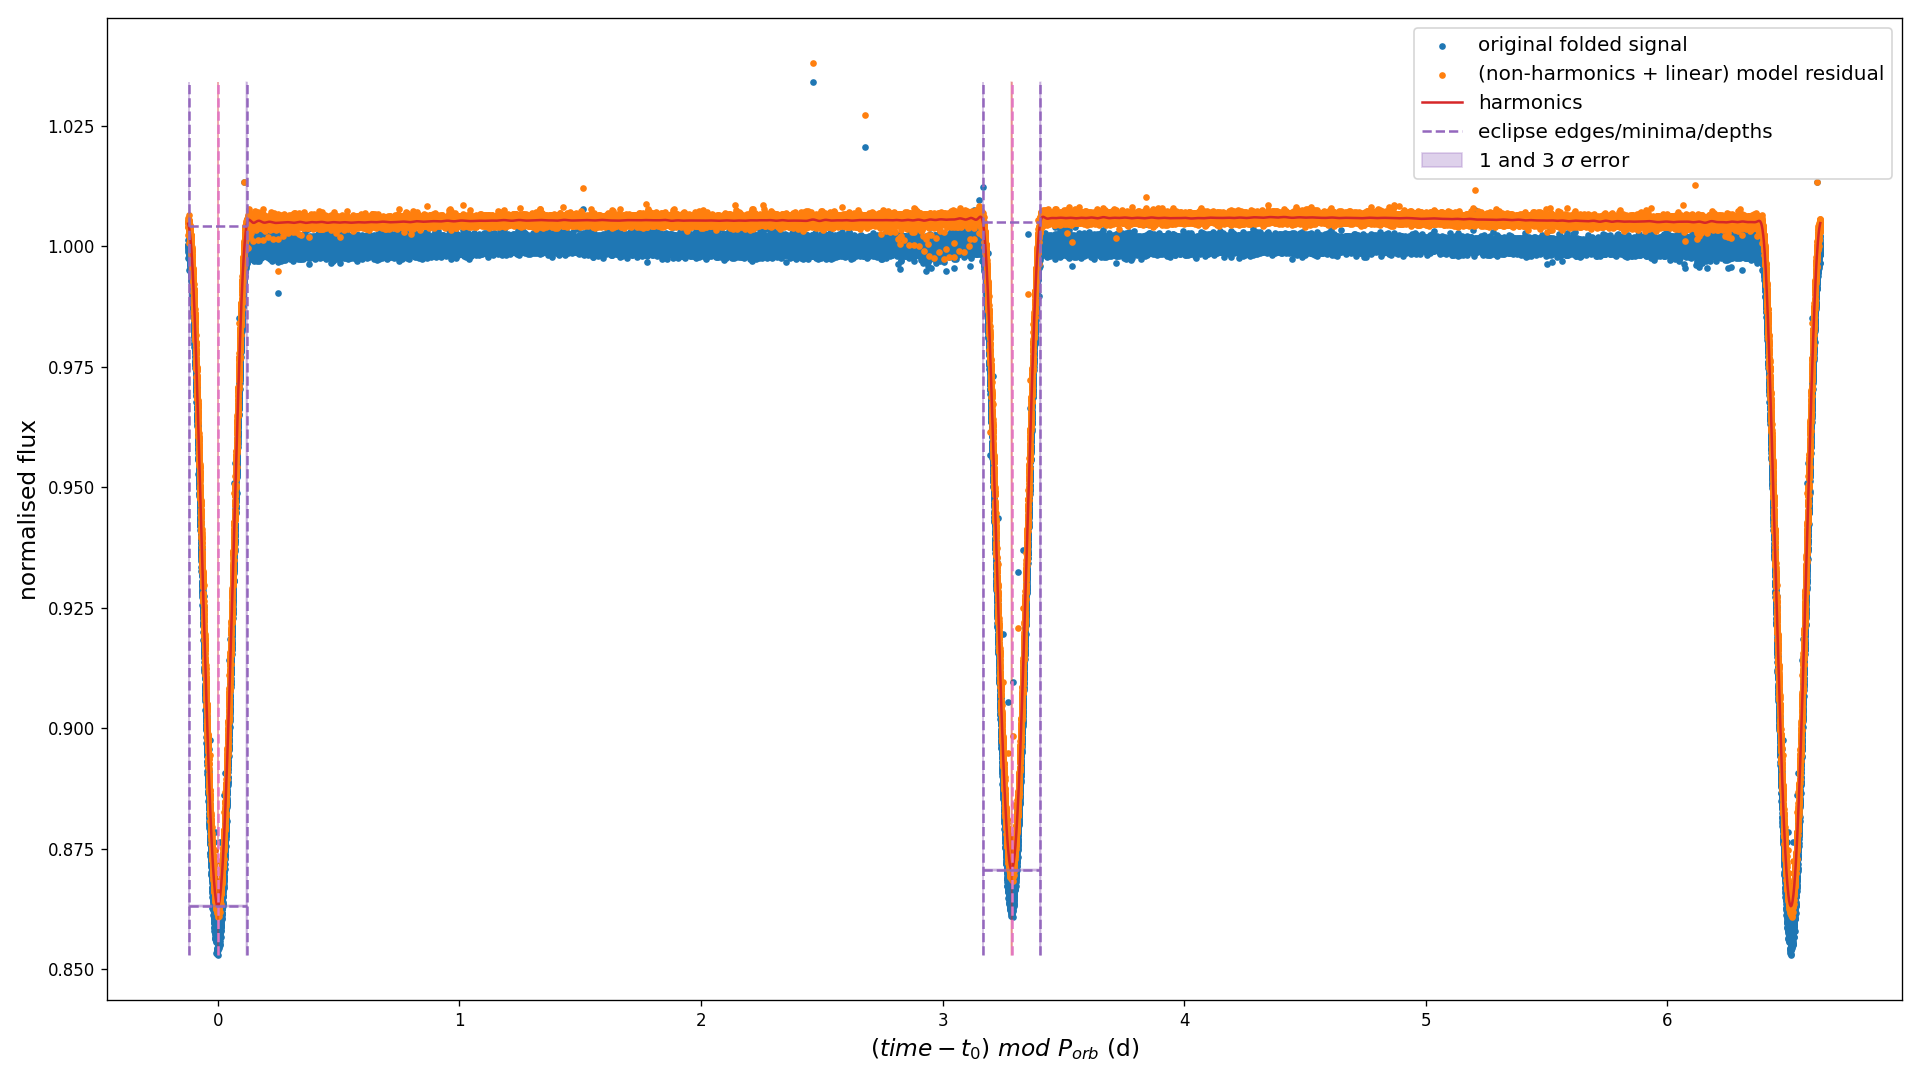 original folded signal
(non-harmonics + linear) model residual
harmonics
eclipse edges/minima/depths
1 and 3 σ error
1.025
1.000
0.975
0.950
0.925
0.900
0.875
0.850
normalised flux
0 1 2 3 4 5 6
(time − t₀) mod Pₒᵣᵦ (d)